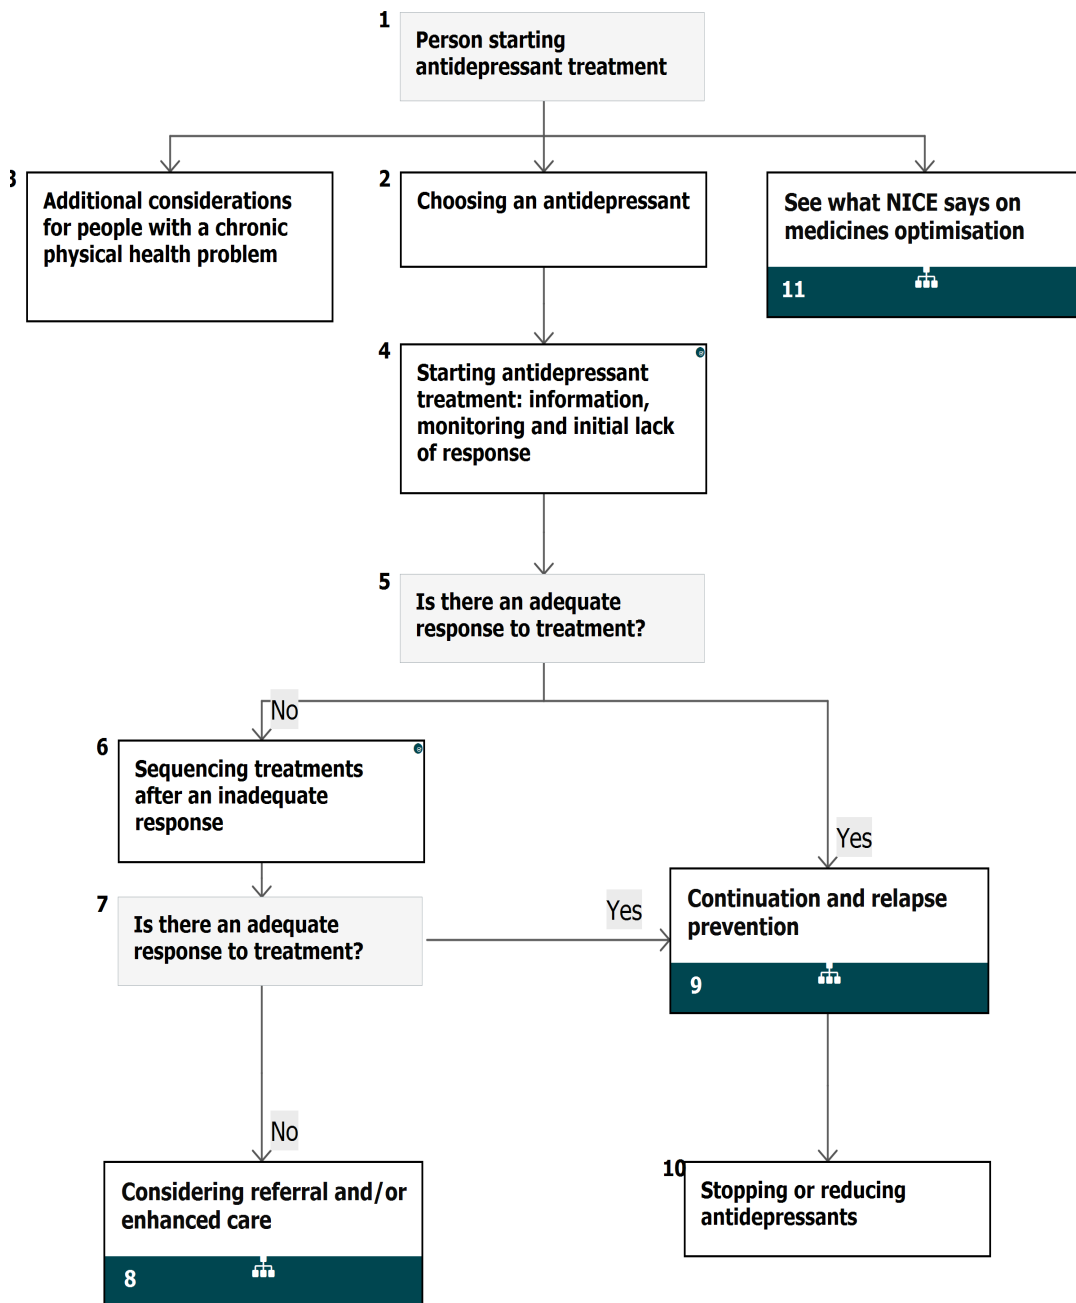 1
Person starting
antidepressant treatment
3
Additional considerations
for people with a chronic
physical health problem
2
Choosing an antidepressant
See what NICE says on
medicines optimisation
11
4
Starting antidepressant
treatment: information,
monitoring and initial lack
of response
5
Is there an adequate
response to treatment?
No
6
Sequencing treatments
after an inadequate
response
Yes
7
Is there an adequate
response to treatment?
Yes
Continuation and relapse
prevention
9
No
Considering referral and/or
enhanced care
8
10
Stopping or reducing
antidepressants